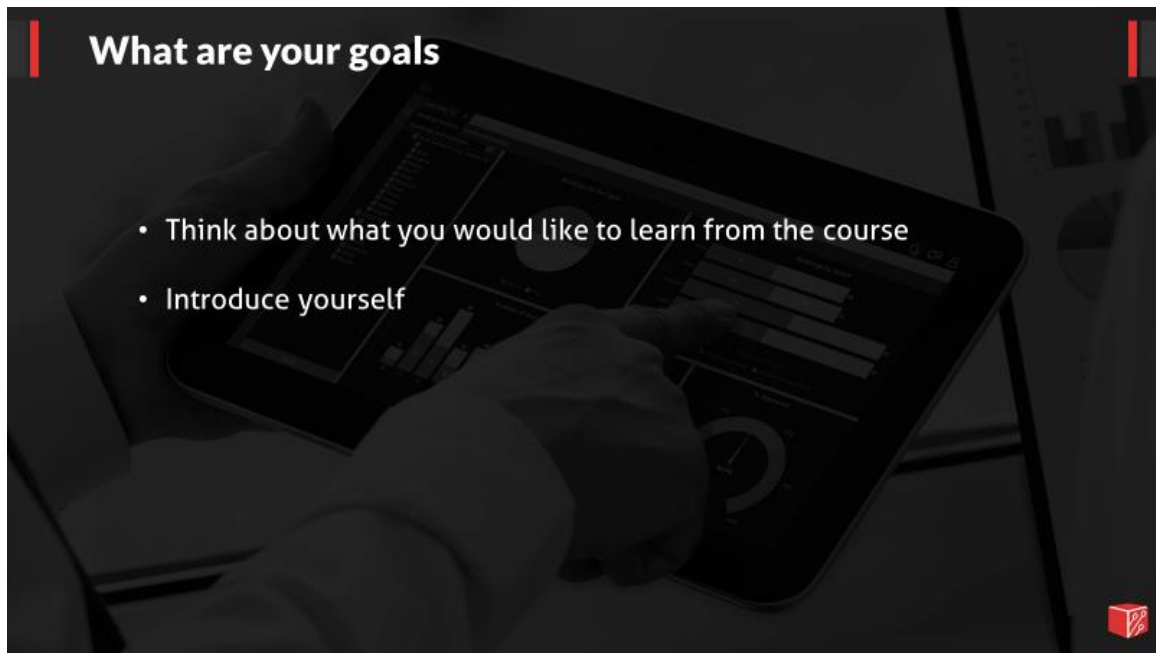 What are your goals
• Think about what you would like to learn from the course
• Introduce yourself